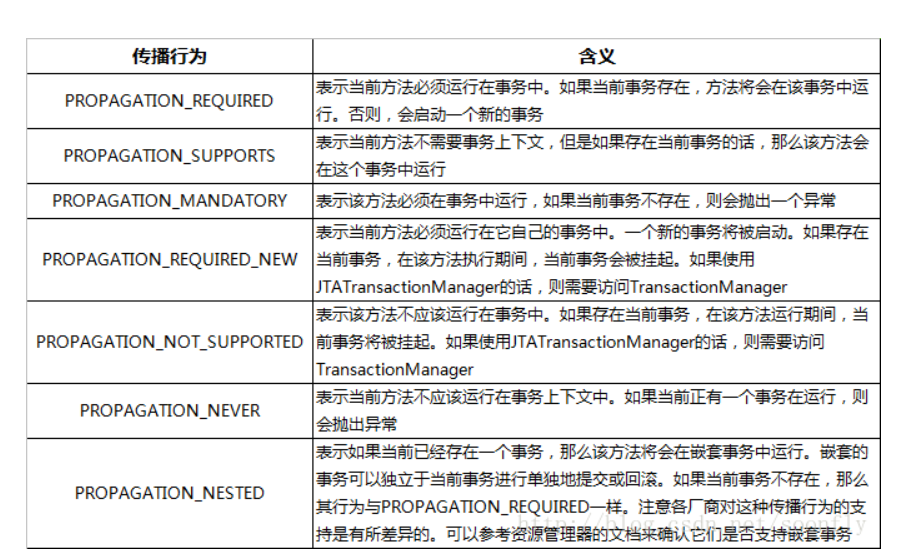 传播行为 含义
PROPAGATION_REQUIRED
表示当前方法必须运行在事务中。如果当前事务存在，方法将会在该事务中运
行。否则，会启动一个新的事务
PROPAGATION_SUPPORTS
表示当前方法不需要事务上下文，但是如果存在当前事务的话，那么该方法会
在这个事务中运行
PROPAGATION_MANDATORY
表示该方法必须在事务中运行，如果当前事务不存在，则会抛出一个异常
PROPAGATION_REQUIRED_NEW
表示当前方法必须运行在它自己的事务中。一个新的事务将被启动。如果存在
当前事务，在该方法执行期间，当前事务会被挂起。如果使用
JTATransactionManager的话，则需要访问TransactionManager
PROPAGATION_NOT_SUPPORTED
表示该方法不应该运行在事务中。如果存在当前事务，在该方法运行期间，当
前事务将被挂起。如果使用JTATransactionManager的话，则需要访问
TransactionManager
PROPAGATION_NEVER
表示当前方法不应该运行在事务上下文中。如果当前正有一个事务在运行，则
会抛出异常
PROPAGATION_NESTED
表示如果当前已经存在一个事务，那么该方法将会在嵌套事务中运行。嵌套的
事务可以独立于当前事务进行单独地提交或回滚。如果当前事务不存在，那么
其行为与PROPAGATION_REQUIRED一样。注意各厂商对这种传播行为的支
持是有所差异的。可以参考资源管理器的文档来确认它们是否支持嵌套事务
http://blog.csdn.net/soonfly